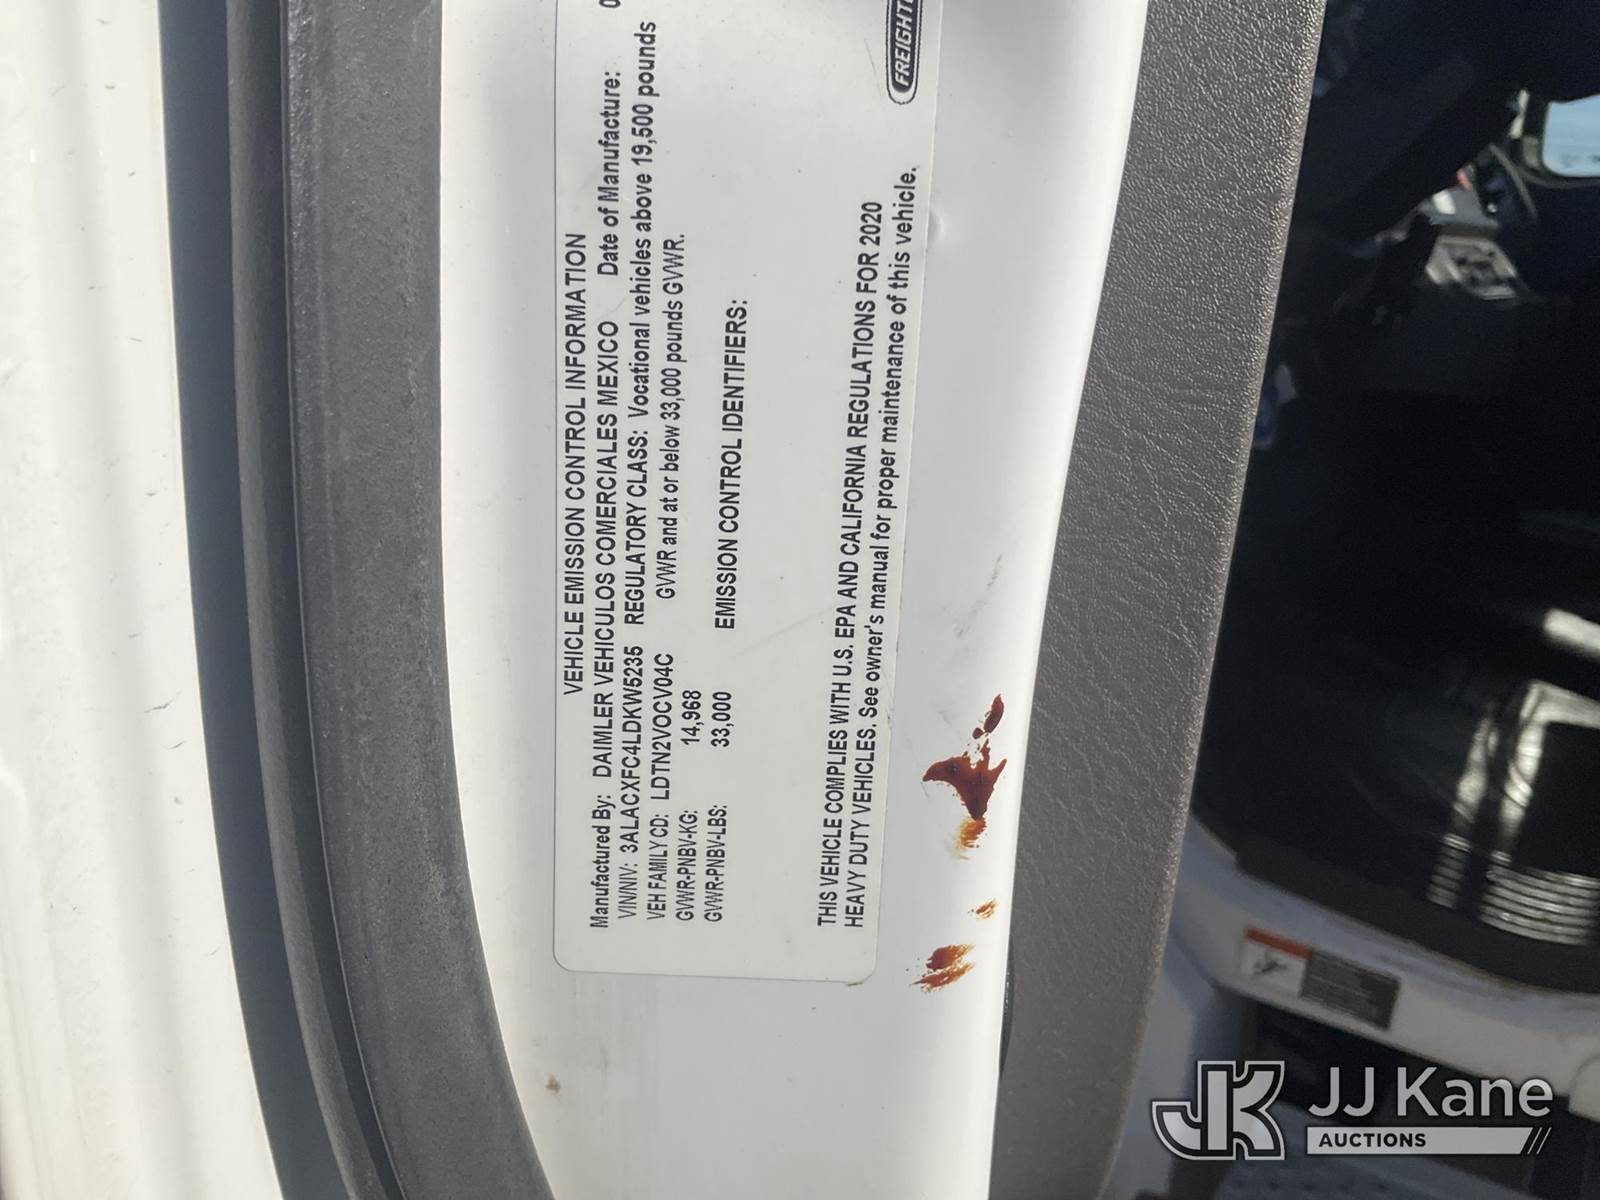 VEHICLE EMISSION CONTROL INFORMATION
Manufactured By: DAIMLER VEHICULOS COMERCIALES MEXICO Date of Manufacture: 0
VIN/NIV: 3ALACXFC4LDKW5235 REGULATORY CLASS: Vocational vehicles above 19,500 pounds
VEH FAMILY CD: LDTN2VOCV04C GVWR and at or below 33,000 pounds GVWR.
GVWR-PNBV-KG: 14,968
GVWR-PNBV-LBS: 33,000 EMISSION CONTROL IDENTIFIERS:
THIS VEHICLE COMPLIES WITH U.S. EPA AND CALIFORNIA REGULATIONS FOR 2020
HEAVY DUTY VEHICLES. See owner's manual for proper maintenance of this vehicle.
FREIGHT
JK JJ Kane
AUCTIONS